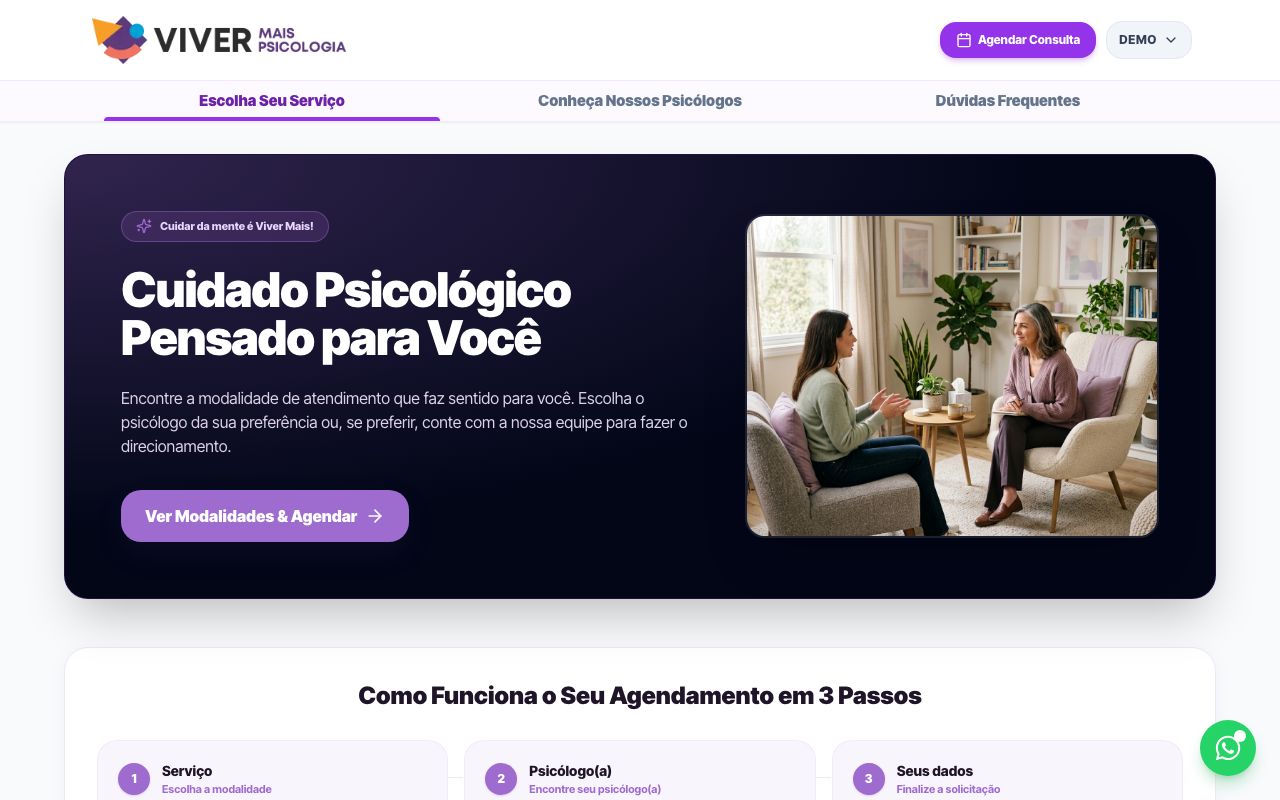 VIVER MAIS
PSICOLOGIA
Agendar Consulta
DEMO
Escolha Seu Serviço
Conheça Nossos Psicólogos
Dúvidas Frequentes
Cuidar da mente é Viver Mais!
Cuidado Psicológico
Pensado para Você
Encontre a modalidade de atendimento que faz sentido para você. Escolha o
psicólogo da sua preferência ou, se preferir, conte com a nossa equipe para fazer o
direcionamento.
Ver Modalidades & Agendar
Como Funciona o Seu Agendamento em 3 Passos
1
Serviço
Escolha a modalidade
2
Psicólogo(a)
Encontre seu psicólogo(a)
3
Seus dados
Finalize a solicitação